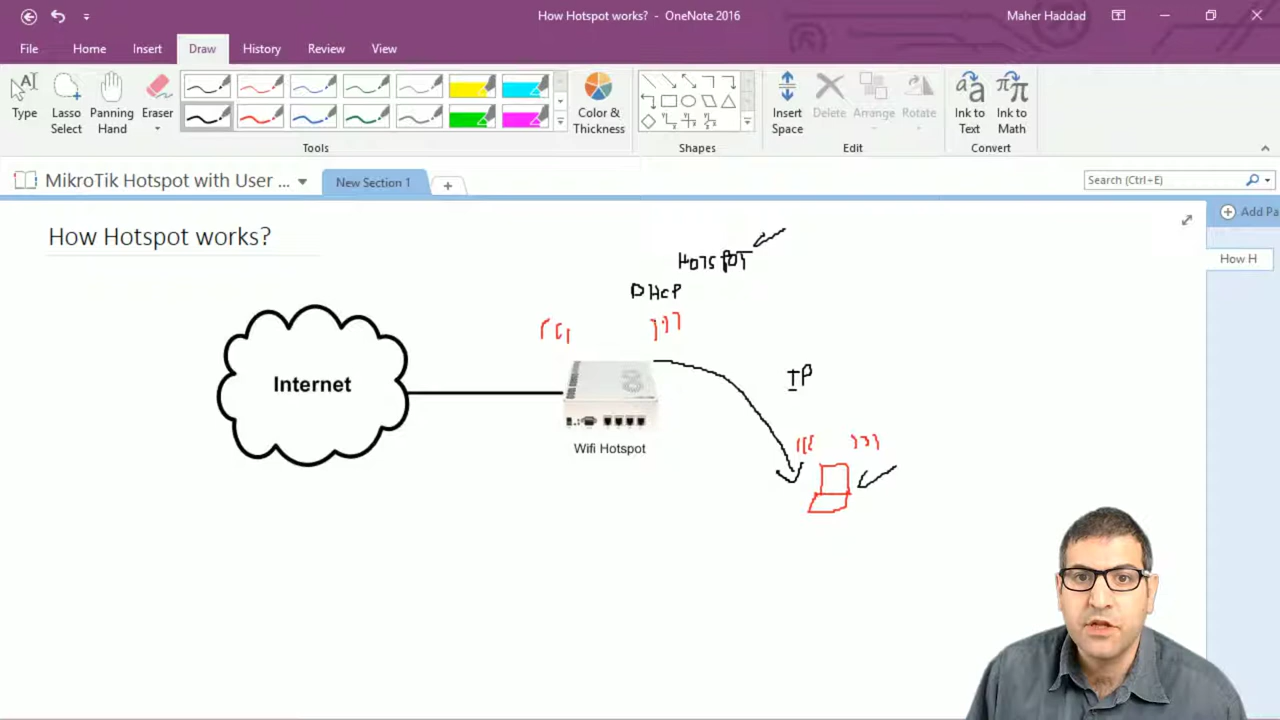 How Hotspot works? - OneNote 2016
Maher Haddad
File Home Insert Draw History Review View
Type
Lasso Select
Panning Hand
Eraser
Color & Thickness
Insert Space
Delete
Arrange
Rotate
Ink to Text
Ink to Math
Tools
Shapes
Edit
Convert
MikroTik Hotspot with User ...
New Section 1
Search (Ctrl+E)
Add Pa
How Hotspot works?
How H
HOTSPOT
DHCP
Internet
IP
Wifi Hotspot